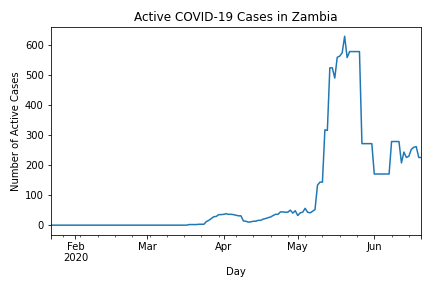 Active COVID-19 Cases in Zambia
Number of Active Cases
600
500
400
300
200
100
0
Feb
2020
Mar
Apr
May
Jun
Day